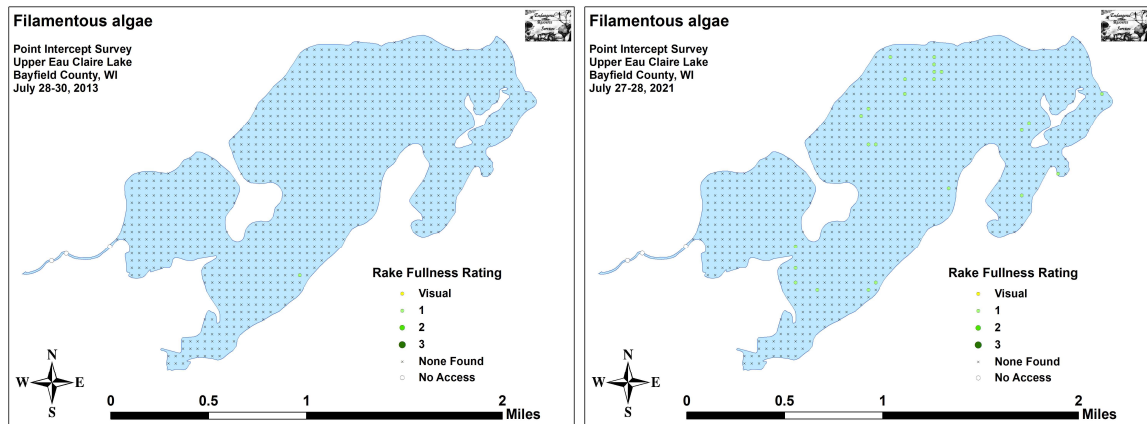 Filamentous algae
Point Intercept Survey
Upper Eau Claire Lake
Bayfield County, WI
July 28-30, 2013
Rake Fullness Rating
Visual
1
2
3
None Found
No Access
N
W E
S
0 0.5 1 2
Miles
Filamentous algae
Point Intercept Survey
Upper Eau Claire Lake
Bayfield County, WI
July 27-28, 2021
Rake Fullness Rating
Visual
1
2
3
None Found
No Access
N
W E
S
0 0.5 1 2
Miles